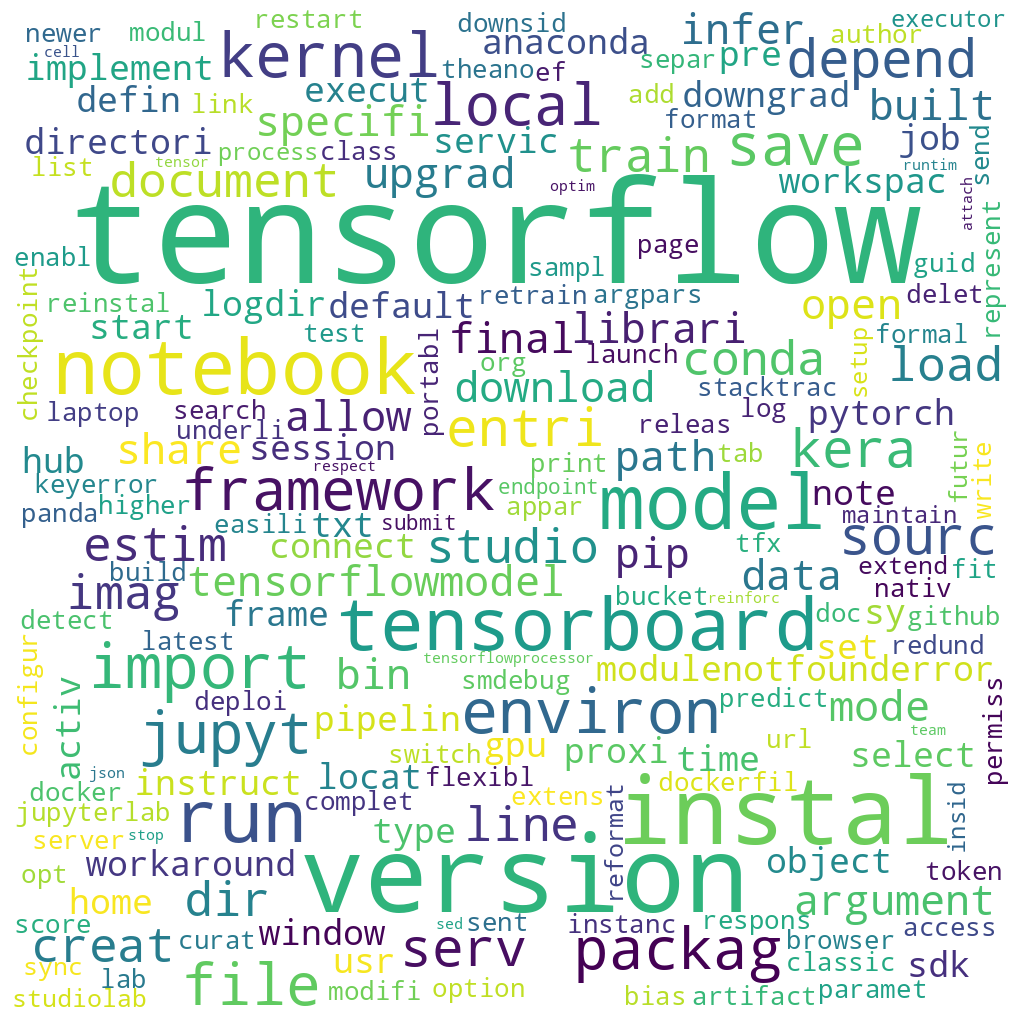 newer modul restart downsid infer author executor
cell kernel anaconda separ pre depend
implement theano ef
defin link execut local add downgrad built
directori specifi servic format job send
list process class train save runtim
tensor document upgrad optim workspac attach
tensorflow
enabl sampl page guid
checkpoint reinstal logdir default retrain argpars open delet represent
start test final librari formal
notebook portabl org launch conda setup load
download stacktrac
laptop search allow entri releas log pytorch
underli
hub share session print path tab kera futur write
keyerror respect endpoint
panda higher framework appar model note maintain
easili txt submit sourc
estim connect studio pip tfx extend fit
build data nativ
imag tensorflowmodel bucket reinforc
detect frame tensorboard doc sy github
latest set redund
configur activ import bin tensorflowprocessor smdebug modulenotfounderror
deploi environ predict mode permiss
jupyt pipelin switch gpu proxi time url select team
json instruct locat flexibl dockerfil
docker complet extens
jupyterlab run type line reformat instal insid
server stop
opt workaround version object token
home dir argument
score sed sent instanc respons access
creat curat window serv packag browser
sync lab usr classic sdk
studiolab file modifi option bias artifact paramet